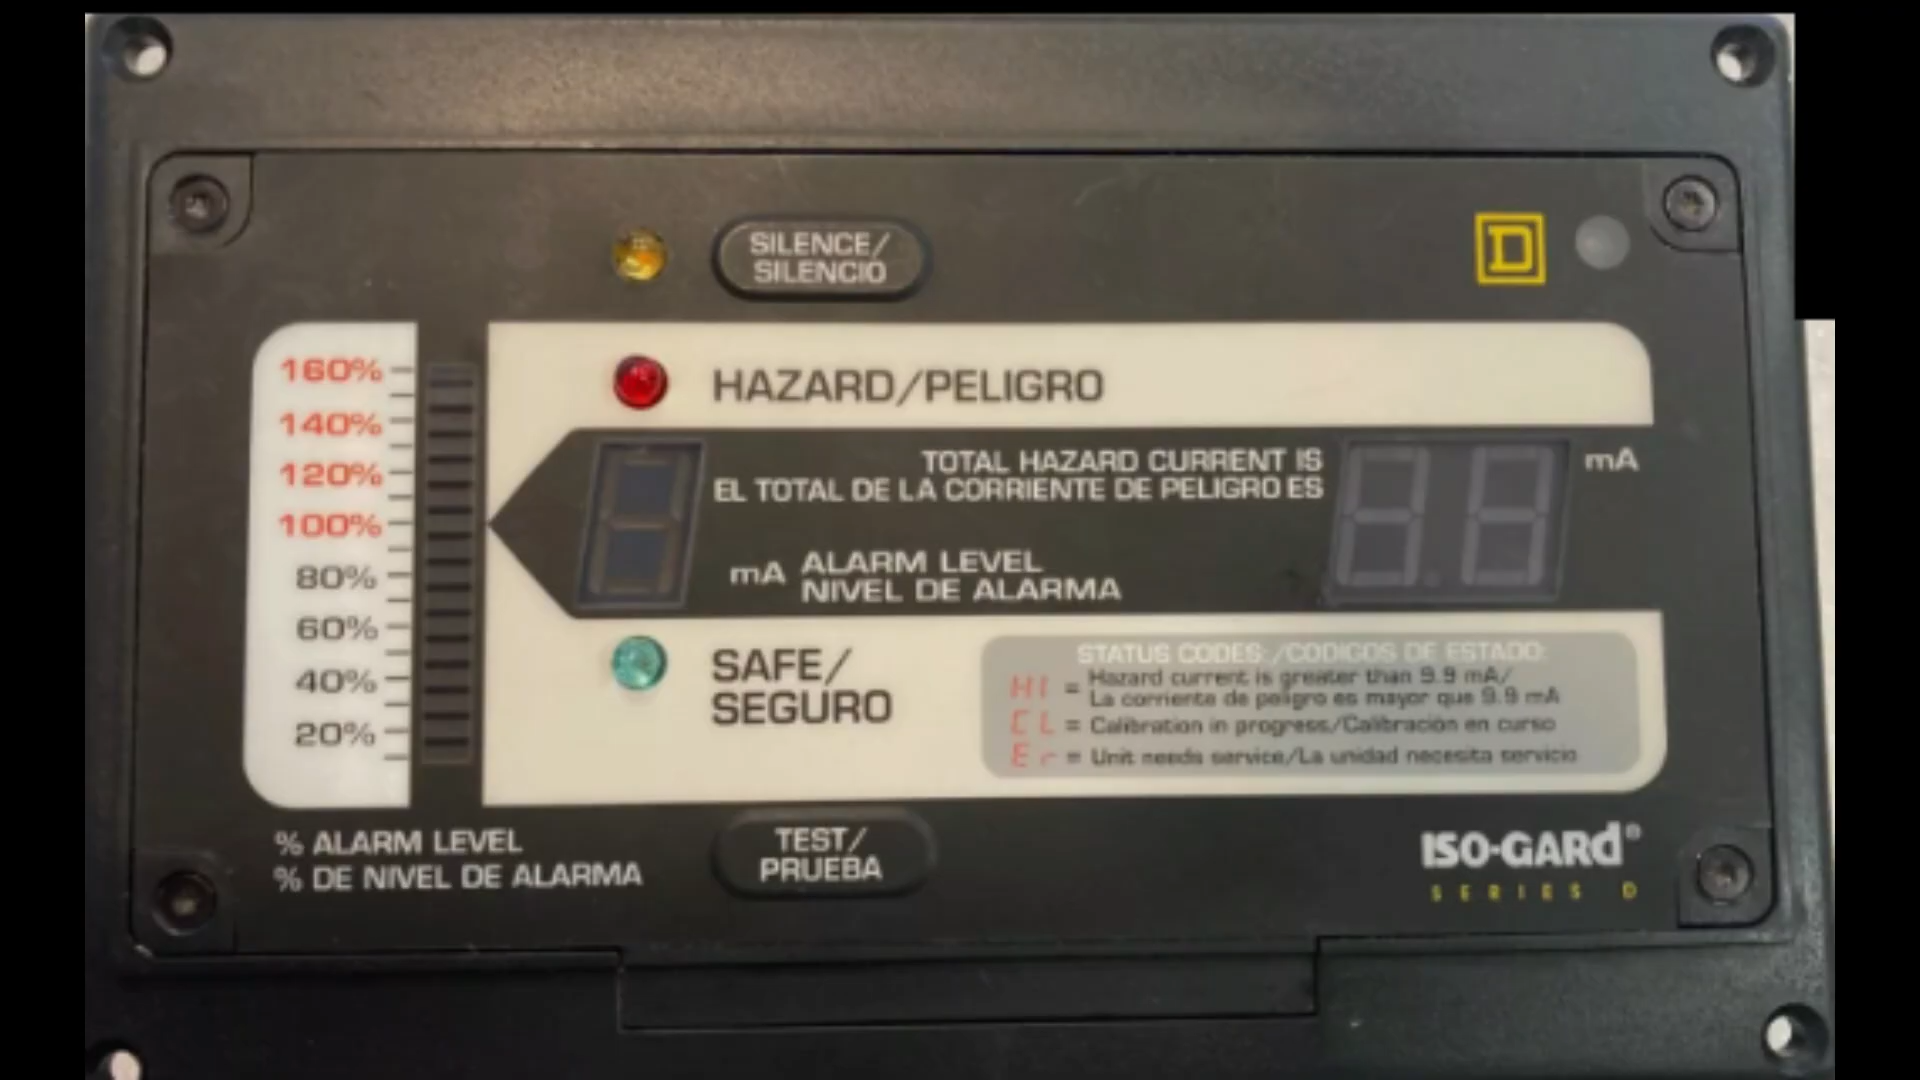 SILENCE/
SILENCIO
D
160%
140%
120%
100%
80%
60%
40%
20%
HAZARD/PELIGRO
TOTAL HAZARD CURRENT IS
EL TOTAL DE LA CORRIENTE DE PELIGRO ES
mA
mA ALARM LEVEL
NIVEL DE ALARMA
SAFE/
SEGURO
STATUS CODES:/CODIGOS DE ESTADO:
HI = Hazard current is greater than 9.9 mA/
La corriente de peligro es mayor que 9.9 mA
CL = Calibration in progress/Calibración en curso
Er = Unit needs service/La unidad necesita servicio
% ALARM LEVEL
% DE NIVEL DE ALARMA
TEST/
PRUEBA
ISO-GARd®
SERIES D